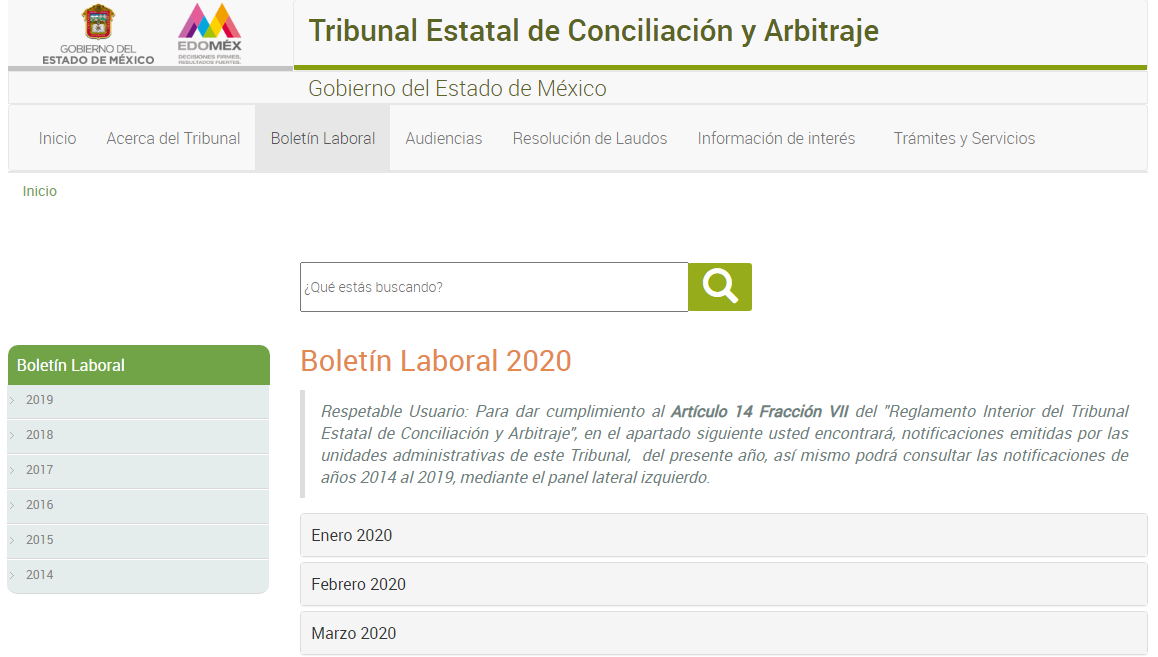 GOBIERNO DEL
ESTADO DE MÉXICO
EDOMÉX
DECISIONES FIRMES,
RESULTADOS FUERTES.
Tribunal Estatal de Conciliación y Arbitraje
Gobierno del Estado de México
Inicio Acerca del Tribunal Boletín Laboral Audiencias Resolución de Laudos Información de interés Trámites y Servicios
Inicio
¿Qué estás buscando?
Boletín Laboral
2019
2018
2017
2016
2015
2014
Boletín Laboral 2020
Respetable Usuario: Para dar cumplimiento al Artículo 14 Fracción VII del "Reglamento Interior del Tribunal
Estatal de Conciliación y Arbitraje", en el apartado siguiente usted encontrará, notificaciones emitidas por las
unidades administrativas de este Tribunal, del presente año, así mismo podrá consultar las notificaciones de
años 2014 al 2019, mediante el panel lateral izquierdo.
Enero 2020
Febrero 2020
Marzo 2020